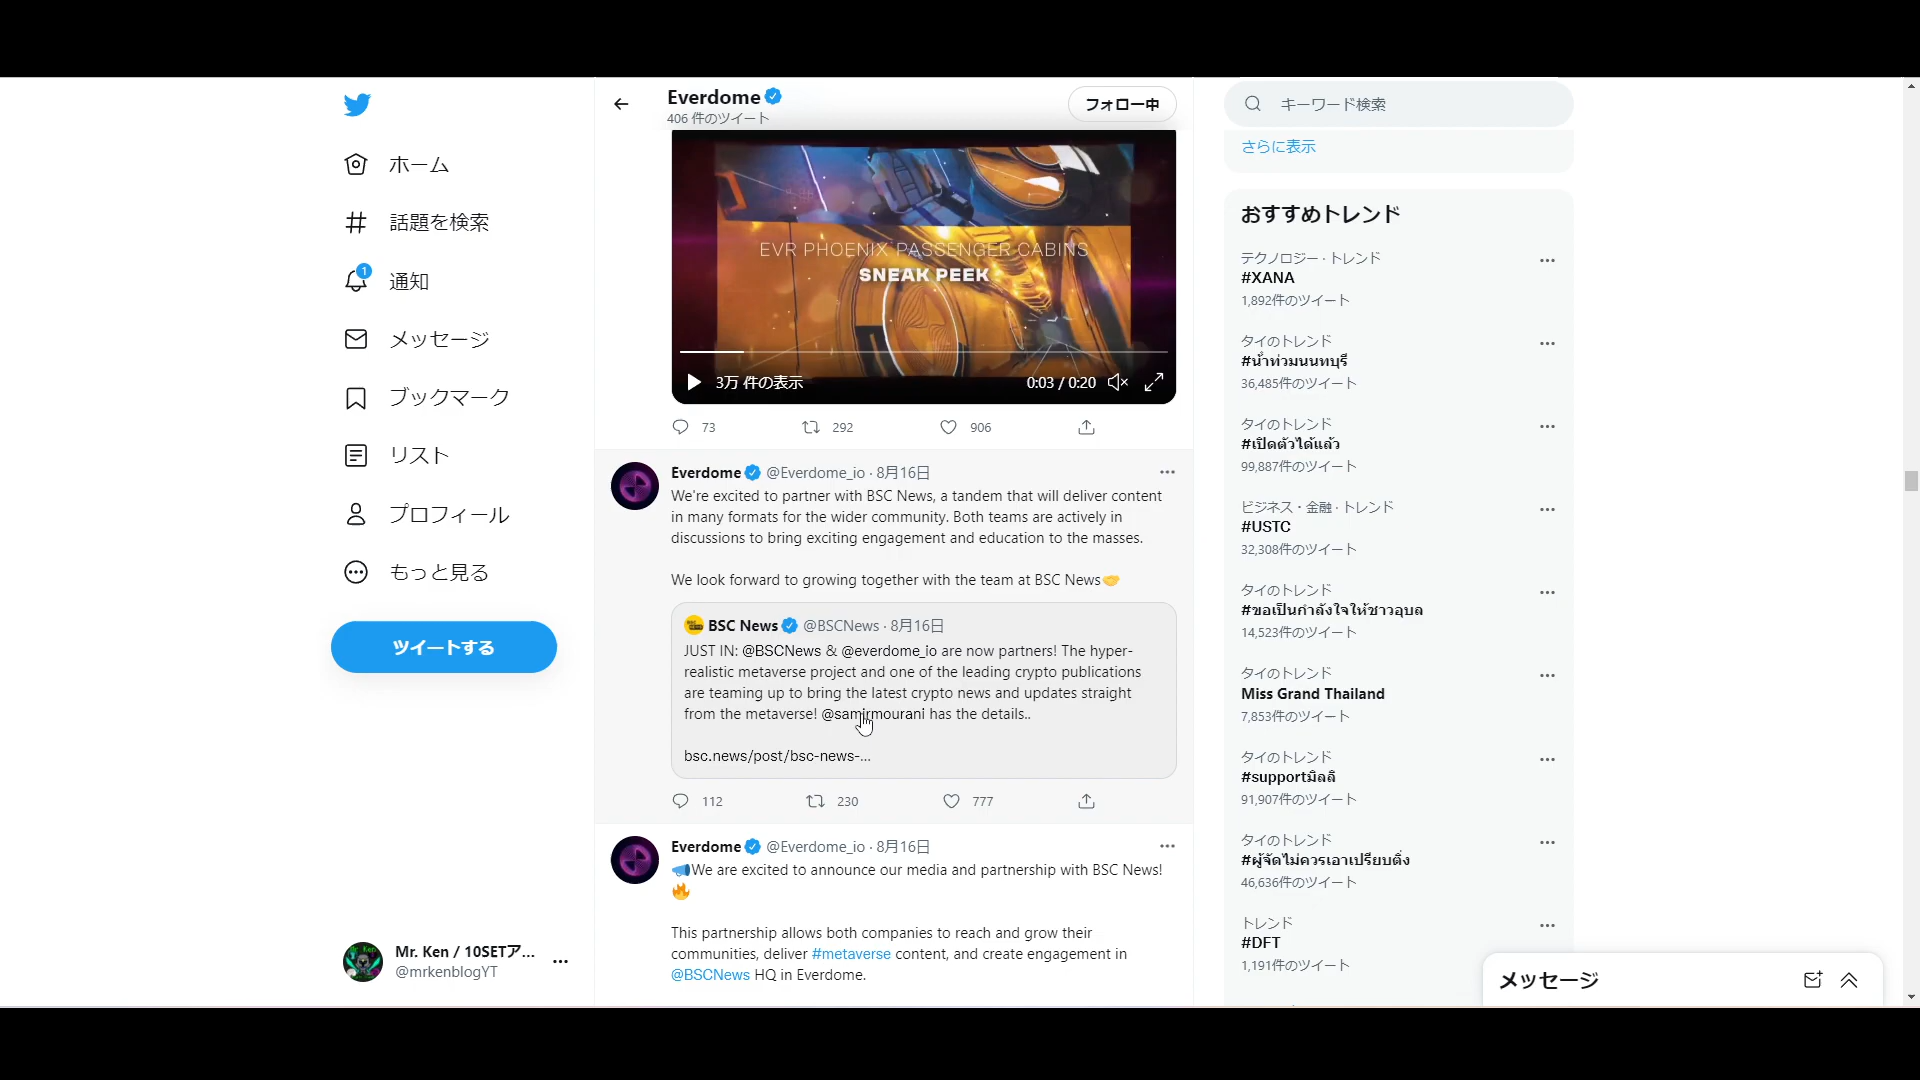 ホーム
話題を検索
1
通知
メッセージ
ブックマーク
リスト
プロフィール
もっと見る
ツイートする
Mr. Ken / 10SETア...
@mrkenblogYT
Everdome
406 件のツイート
フォロー中
EVR PHOENIX PASSENGER CABINS
SNEAK PEEK
3万 件の表示
0:03 / 0:20
73 292 906
Everdome @Everdome_io · 8月16日
We're excited to partner with BSC News, a tandem that will deliver content
in many formats for the wider community. Both teams are actively in
discussions to bring exciting engagement and education to the masses.
We look forward to growing together with the team at BSC News🤝
BSC News @BSCNews · 8月16日
JUST IN: @BSCNews & @everdome_io are now partners! The hyper-
realistic metaverse project and one of the leading crypto publications
are teaming up to bring the latest crypto news and updates straight
from the metaverse! @samirmourani has the details..
bsc.news/post/bsc-news-...
112 230 777
Everdome @Everdome_io · 8月16日
📣We are excited to announce our media and partnership with BSC News!
🔥
This partnership allows both companies to reach and grow their
communities, deliver #metaverse content, and create engagement in
@BSCNews HQ in Everdome.
キーワード検索
さらに表示
おすすめトレンド
テクノロジー · トレンド
#XANA
1,892件のツイート
タイのトレンド
#น้ําท่วมนนทบุรี
36,485件のツイート
タイのトレンド
#เปิดตัวได้แล้ว
99,887件のツイート
ビジネス・金融 · トレンド
#USTC
32,308件のツイート
タイのトレンド
#ขอเป็นกําลังใจให้ชาวอุบล
14,523件のツイート
タイのトレンド
Miss Grand Thailand
7,853件のツイート
タイのトレンド
#supportมิลลิ
91,907件のツイート
タイのトレンド
#ผู้จัดไม่ควรเอาเปรียบติ่ง
46,636件のツイート
トレンド
#DFT
1,191件のツイート
メッセージ